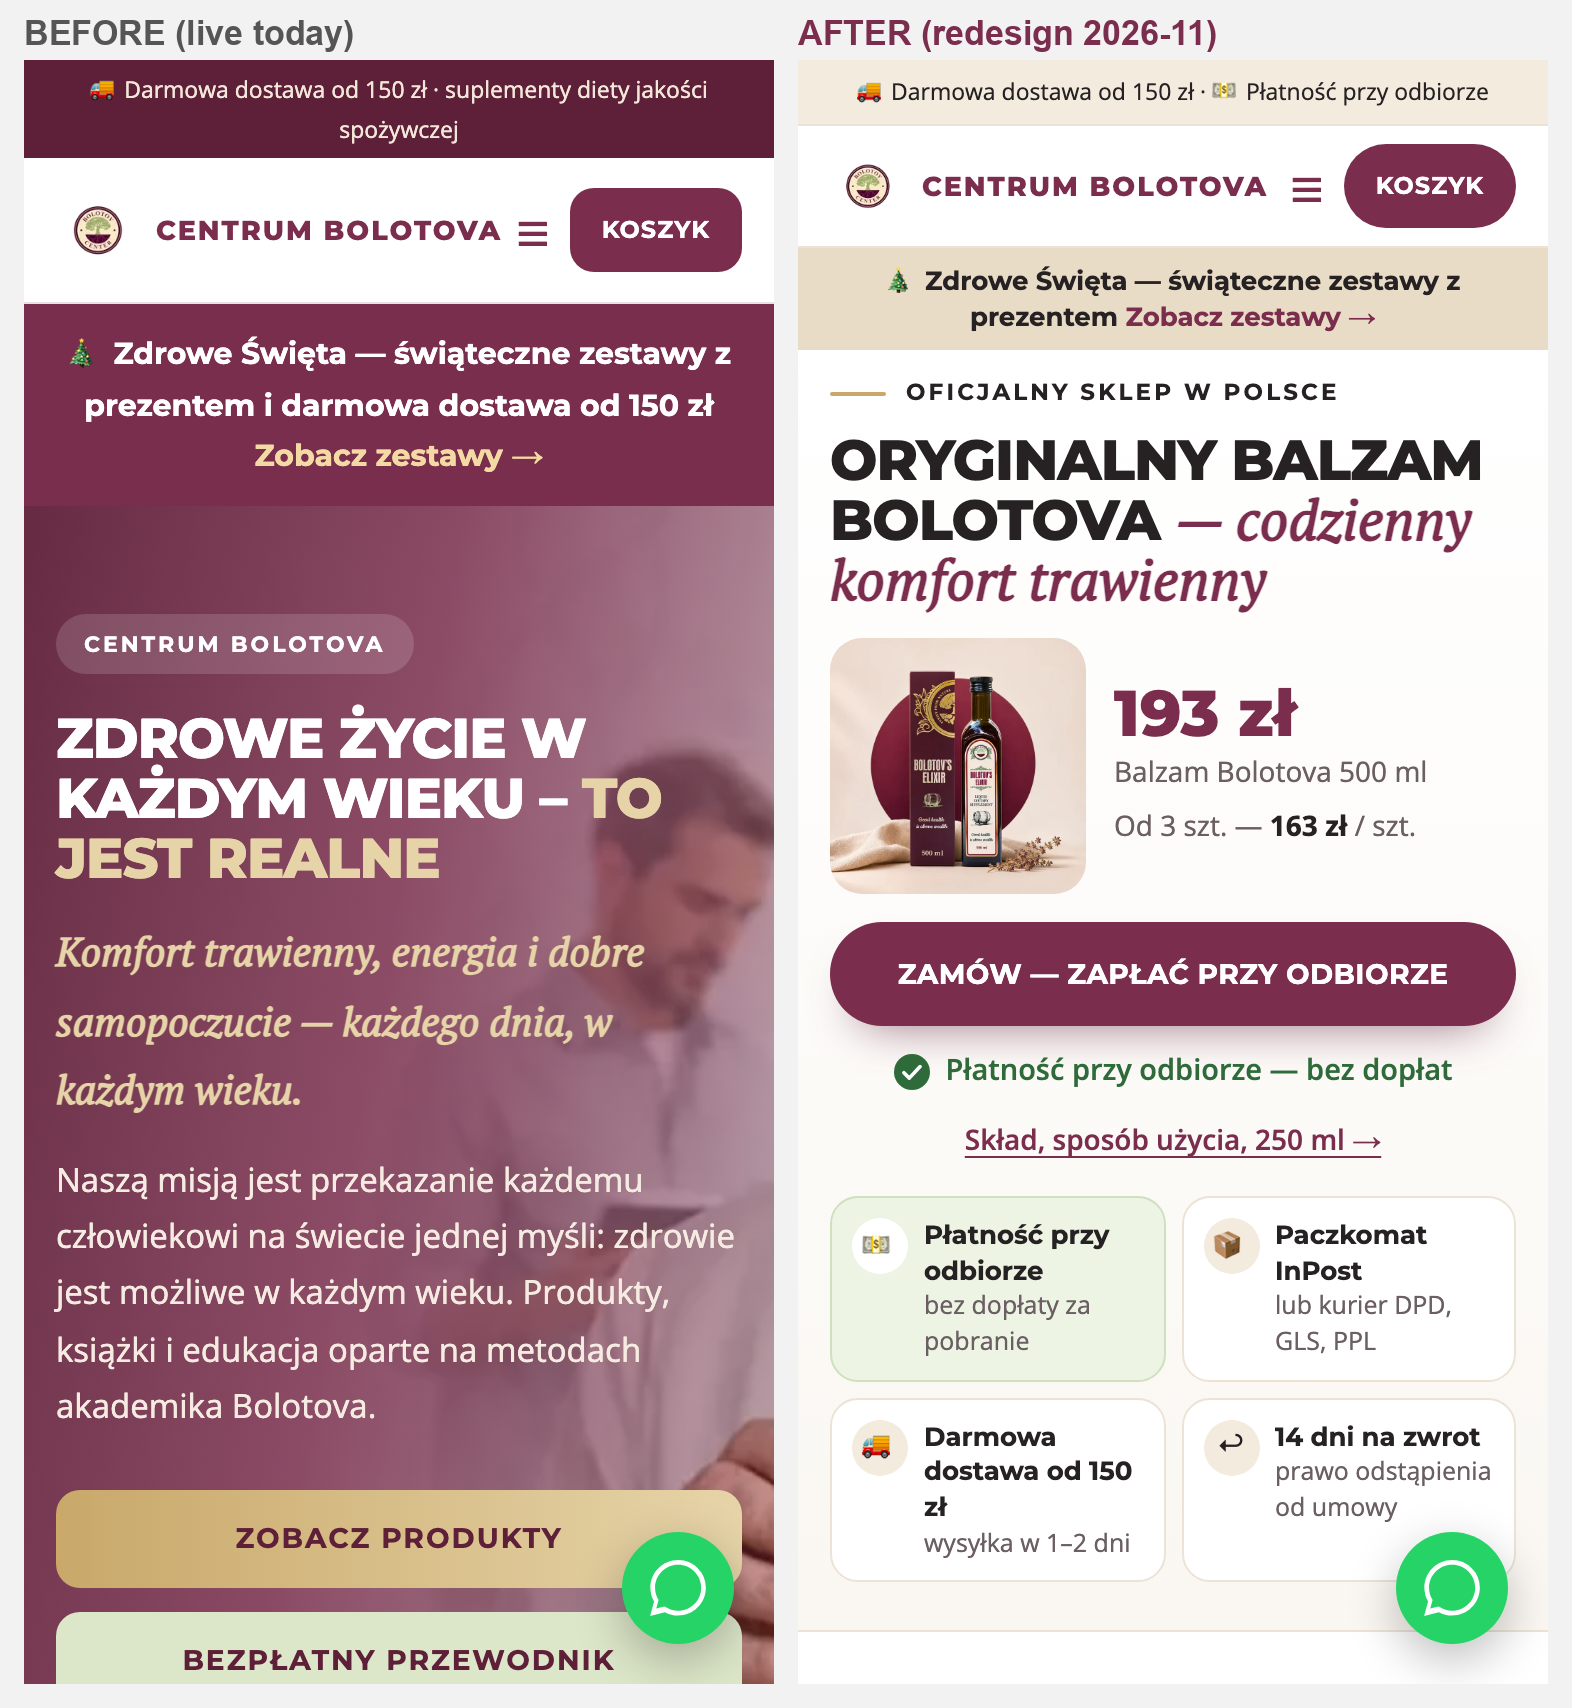 BEFORE (live today)
🚚 Darmowa dostawa od 150 zł · suplementy diety jakości
spożywczej
CENTRUM BOLOTOVA
KOSZYK
🎄 Zdrowe Święta — świąteczne zestawy z
prezentem i darmowa dostawa od 150 zł
Zobacz zestawy →
CENTRUM BOLOTOVA
ZDROWE ŻYCIE W
KAŻDYM WIEKU – TO
JEST REALNE
Komfort trawienny, energia i dobre
samopoczucie — każdego dnia, w
każdym wieku.
Naszą misją jest przekazanie każdemu
człowiekowi na świecie jednej myśli: zdrowie
jest możliwe w każdym wieku. Produkty,
książki i edukacja oparte na metodach
akademika Bolotova.
ZOBACZ PRODUKTY
BEZPŁATNY PRZEWODNIK
AFTER (redesign 2026-11)
🚚 Darmowa dostawa od 150 zł · 💵 Płatność przy odbiorze
CENTRUM BOLOTOVA
KOSZYK
🎄 Zdrowe Święta — świąteczne zestawy z
prezentem Zobacz zestawy →
OFICJALNY SKLEP W POLSCE
ORYGINALNY BALZAM
BOLOTOVA — codzienny
komfort trawienny
BOLOTOV'S
ELIXIR
500 ml
193 zł
Balzam Bolotova 500 ml
Od 3 szt. — 163 zł / szt.
ZAMÓW — ZAPŁAĆ PRZY ODBIORZE
Płatność przy odbiorze — bez dopłat
Skład, sposób użycia, 250 ml →
Płatność przy
odbiorze
bez dopłaty za
pobranie
Paczkomat
InPost
lub kurier DPD,
GLS, PPL
Darmowa
dostawa od 150
zł
wysyłka w 1–2 dni
14 dni na zwrot
prawo odstąpienia
od umowy